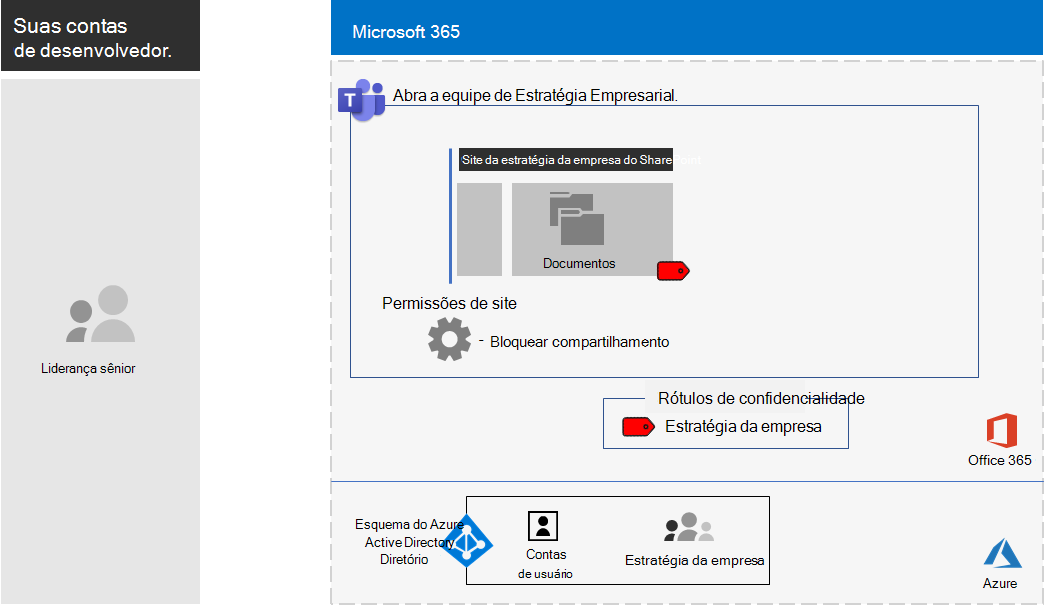 Suas contas
de desenvolvedor.
Microsoft 365
Abra a equipe de Estratégia Empresarial.
T
Site da estratégia da empresa do SharePoint
Documentos
Permissões de site
- Bloquear compartilhamento
Liderança sênior
Rótulos de confidencialidade
Estratégia da empresa
Office 365
Esquema do Azure
Active Directory
Diretório
Contas
de usuário
Estratégia da empresa
Azure